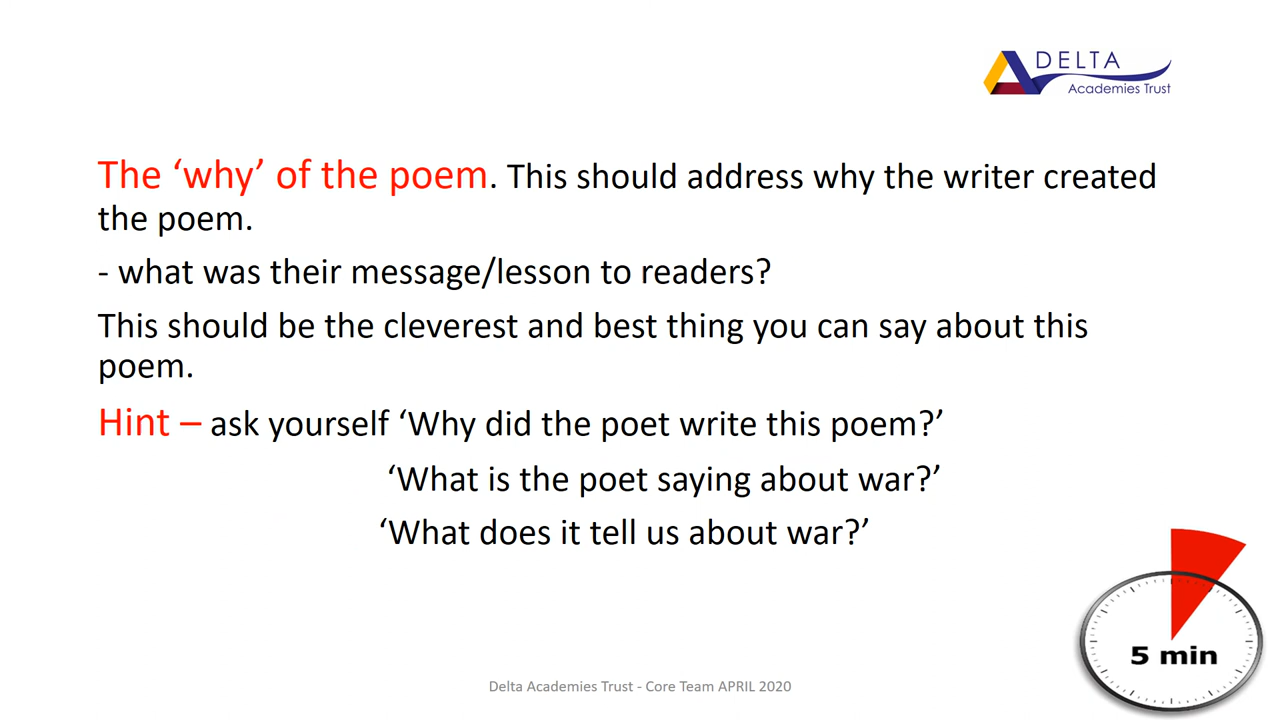 DELTA
Academies Trust
The ‘why’ of the poem. This should address why the writer created
the poem.
- what was their message/lesson to readers?
This should be the cleverest and best thing you can say about this
poem.
Hint – ask yourself ‘Why did the poet write this poem?’
‘What is the poet saying about war?’
‘What does it tell us about war?’
5 min
Delta Academies Trust - Core Team APRIL 2020